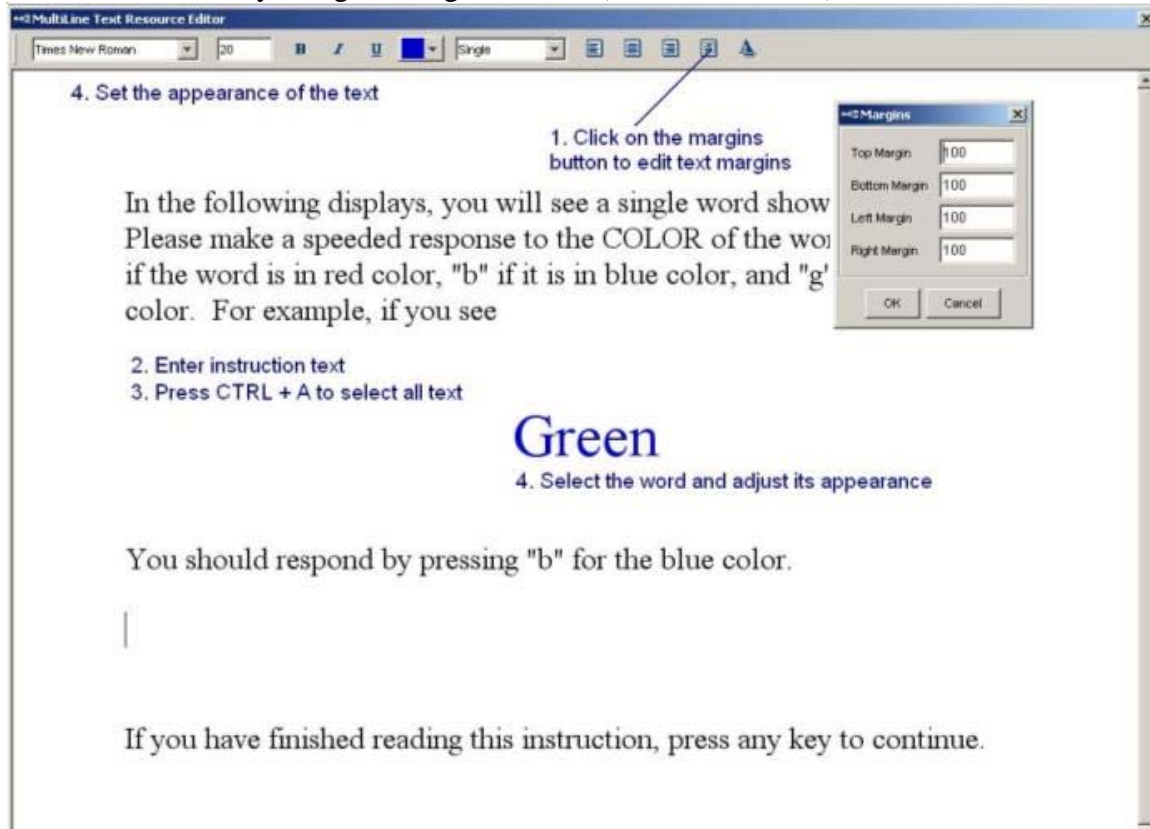 MultiLine Text Resource Editor
Times New Roman 20 B I U Single
4. Set the appearance of the text
1. Click on the margins
button to edit text margins
Margins
Top Margin 100
Bottom Margin 100
Left Margin 100
Right Margin 100
OK Cancel
In the following displays, you will see a single word show
Please make a speeded response to the COLOR of the wor
if the word is in red color, "b" if it is in blue color, and "g"
color. For example, if you see
2. Enter instruction text
3. Press CTRL + A to select all text
Green
4. Select the word and adjust its appearance
You should respond by pressing "b" for the blue color.
If you have finished reading this instruction, press any key to continue.